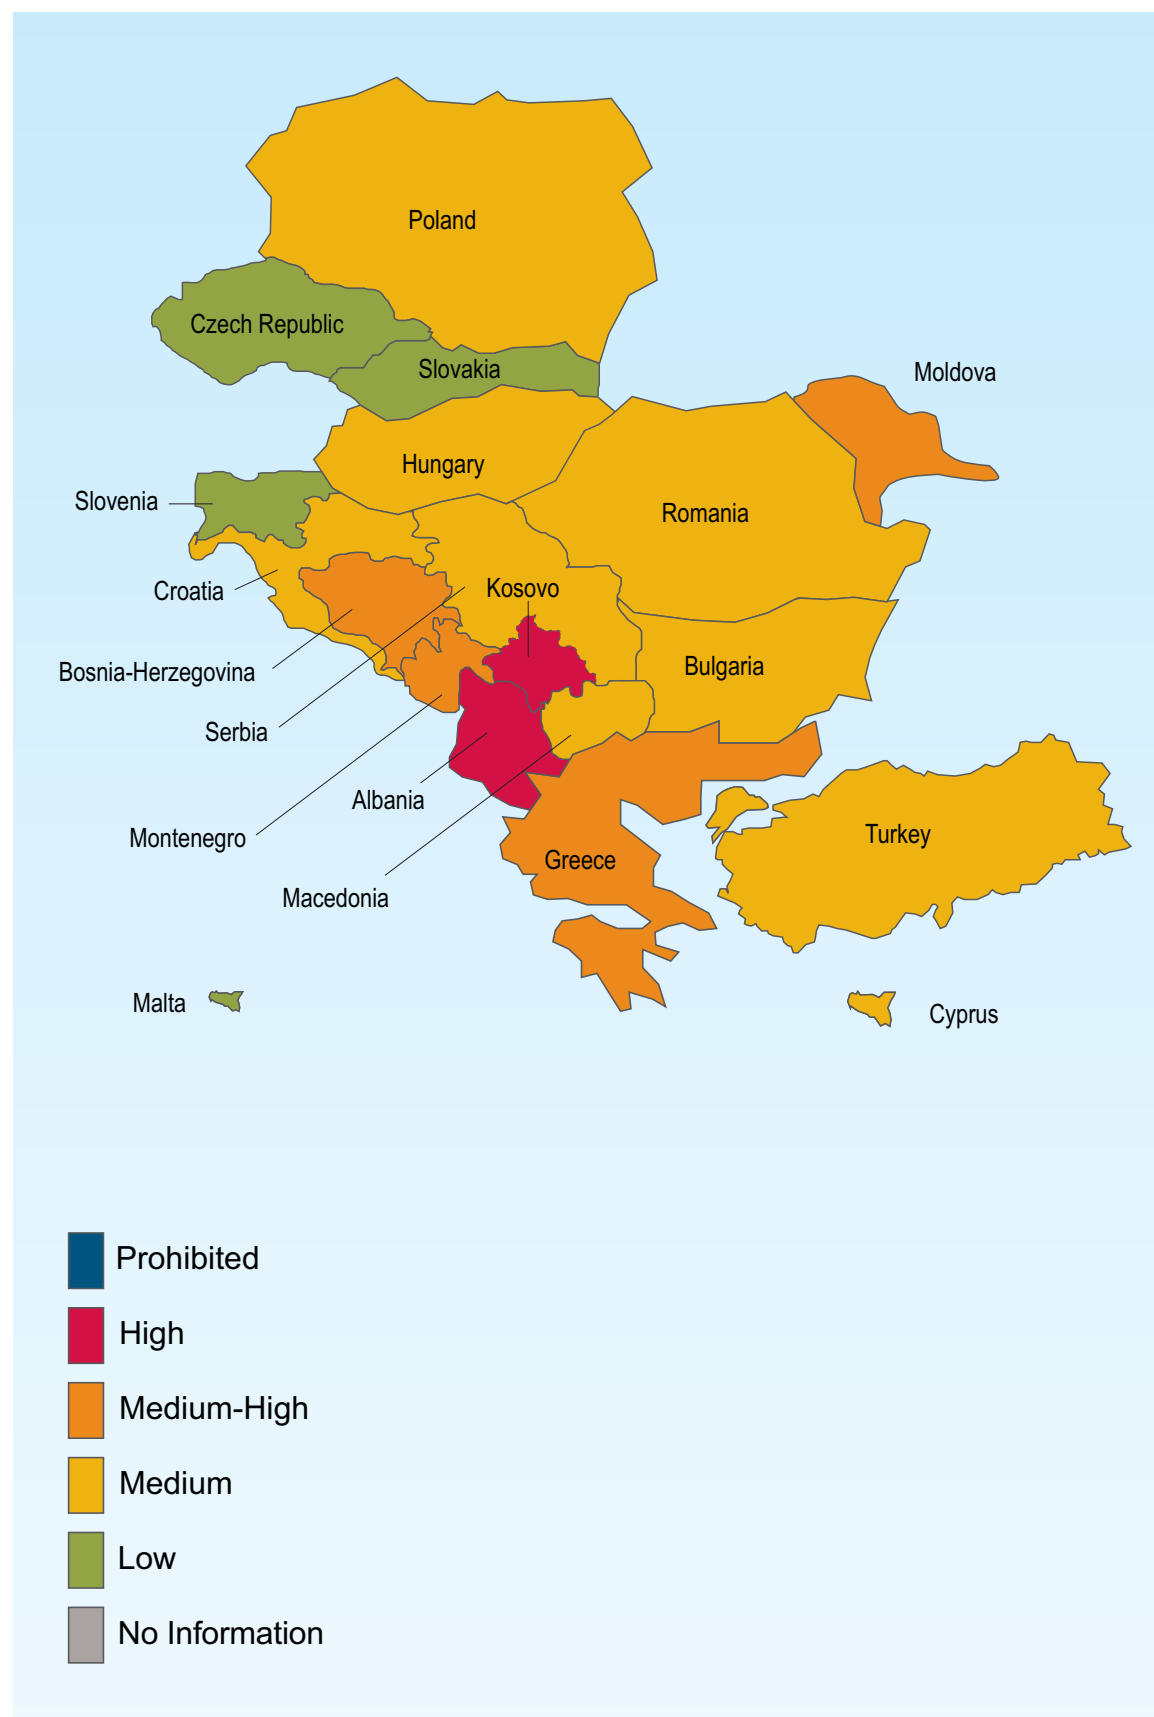 Poland
Czech Republic
Slovakia
Moldova
Hungary
Slovenia
Romania
Croatia
Kosovo
Bosnia-Herzegovina
Bulgaria
Serbia
Albania
Montenegro
Turkey
Greece
Macedonia
Malta
Cyprus
Prohibited
High
Medium-High
Medium
Low
No Information